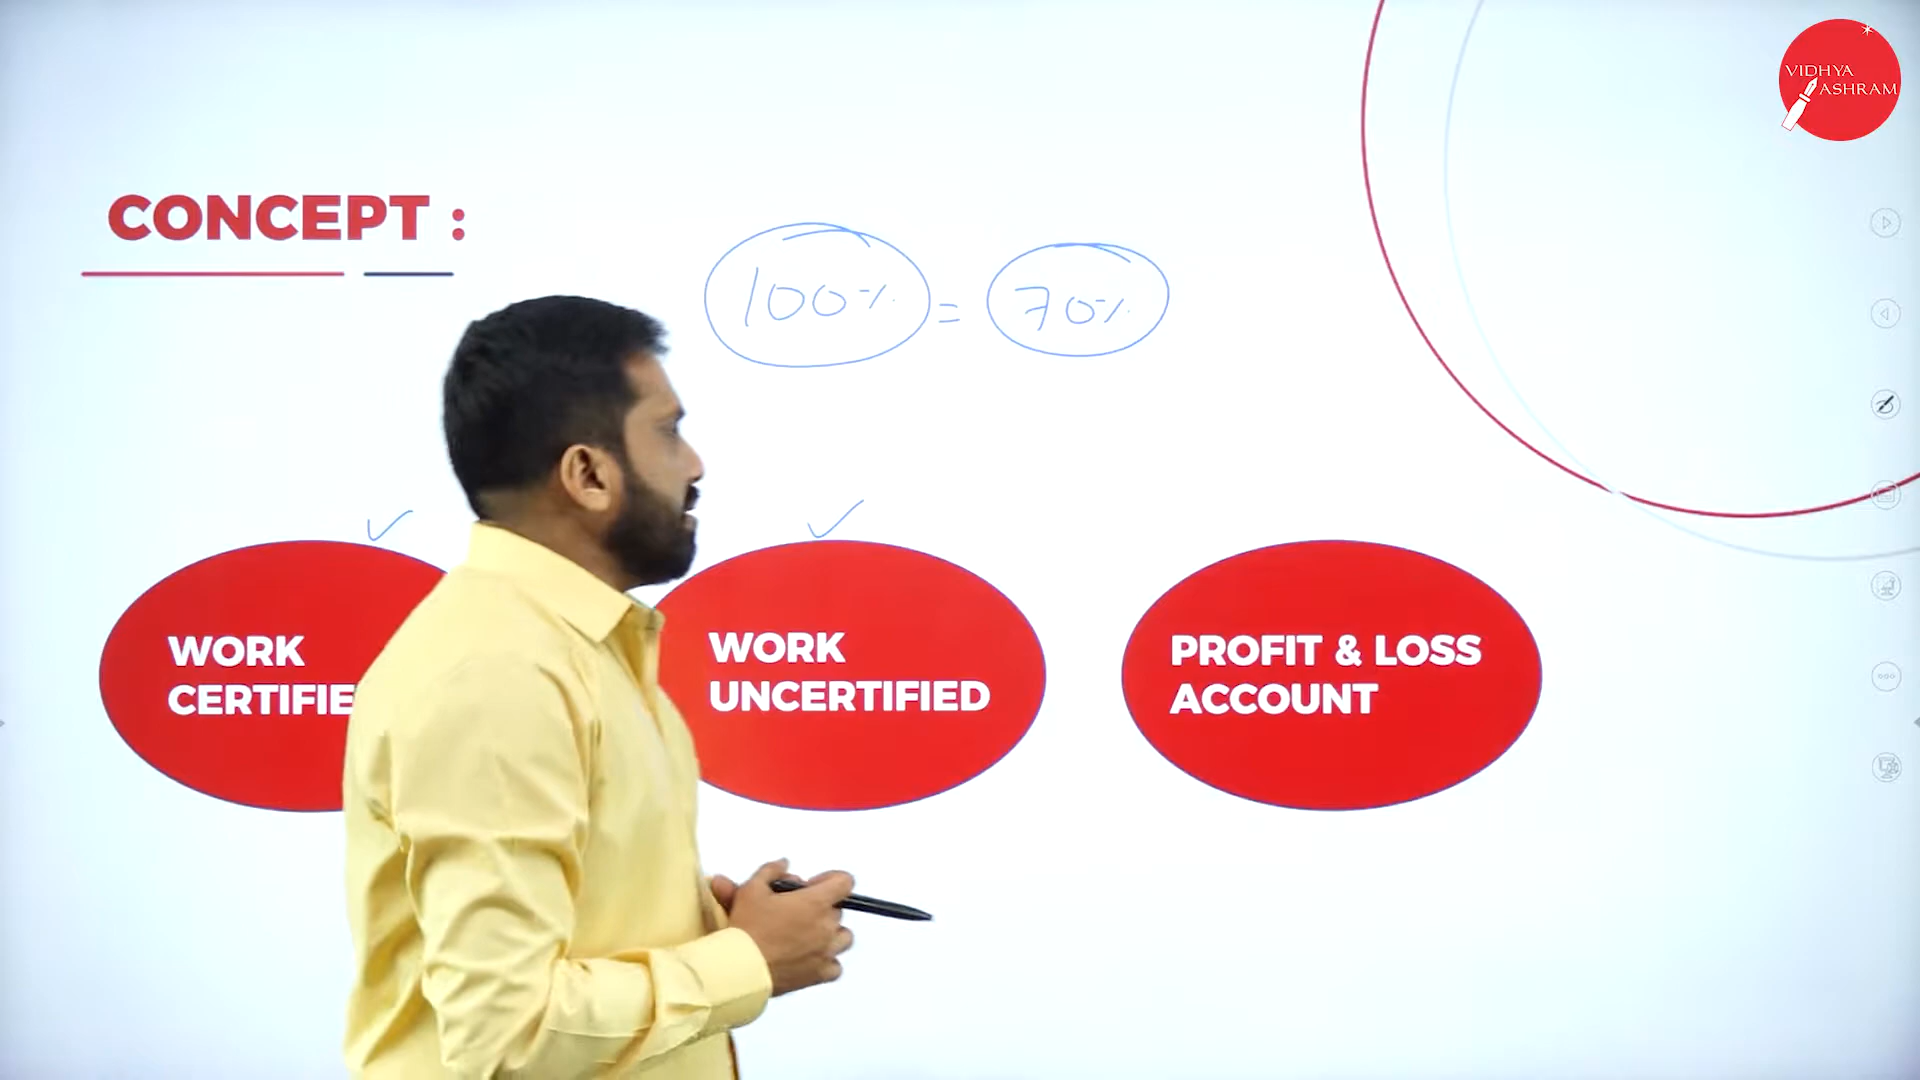 VIDHYA
ASHRAM
CONCEPT :
100% = 70%
WORK
CERTIFIE
WORK
UNCERTIFIED
PROFIT & LOSS
ACCOUNT